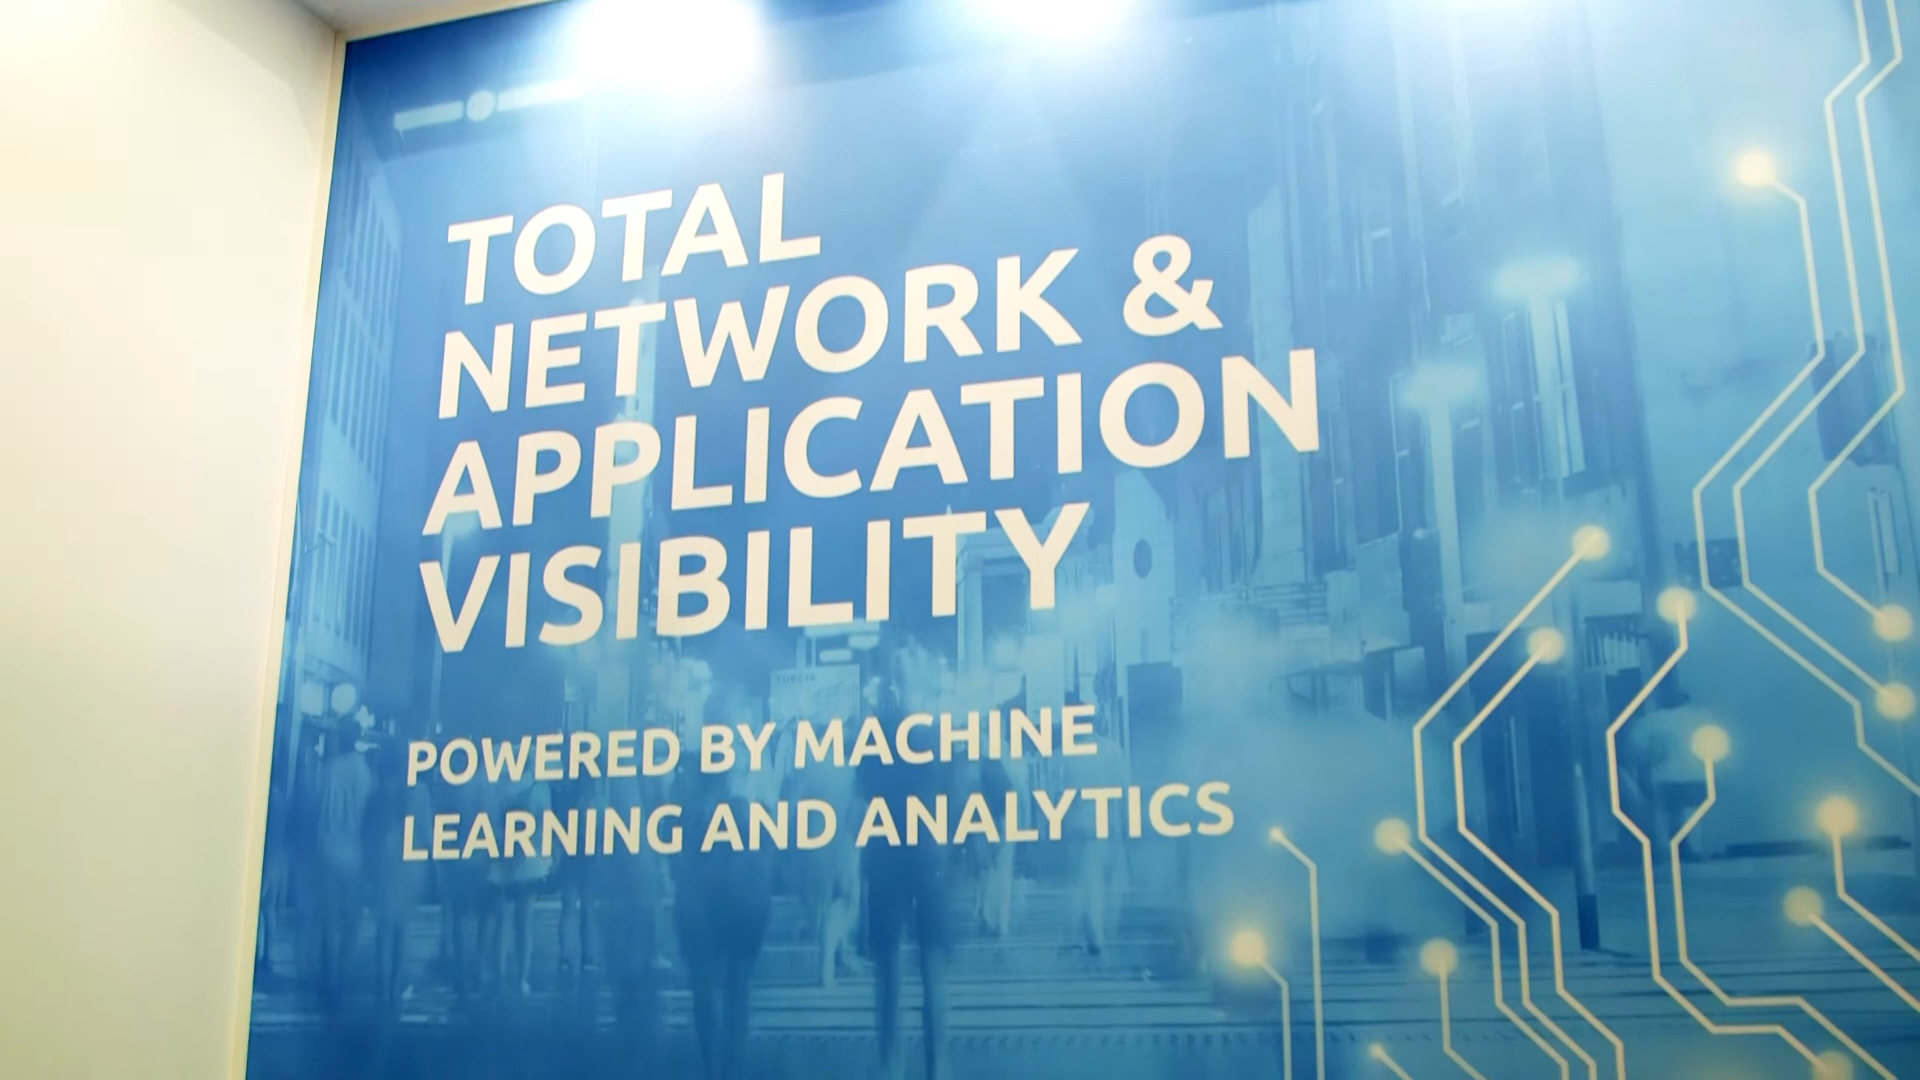 TOTAL
NETWORK &
APPLICATION
VISIBILITY
POWERED BY MACHINE
LEARNING AND ANALYTICS